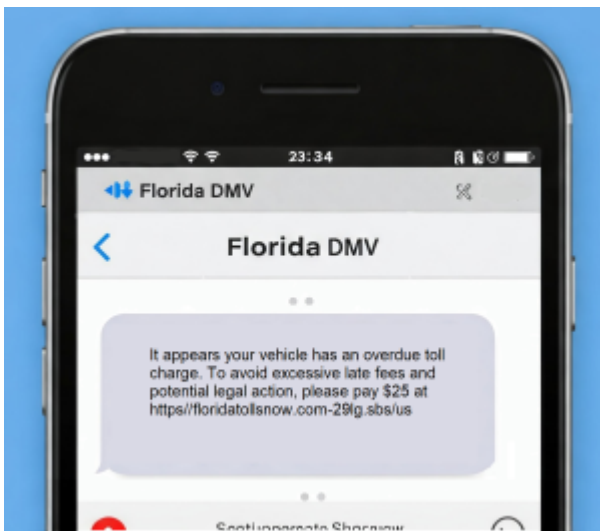 23:34
Florida DMV
Florida DMV
It appears your vehicle has an overdue toll
charge. To avoid excessive late fees and
potential legal action, please pay $25 at
https//floridatollsnow.com-29lg.sbs/us